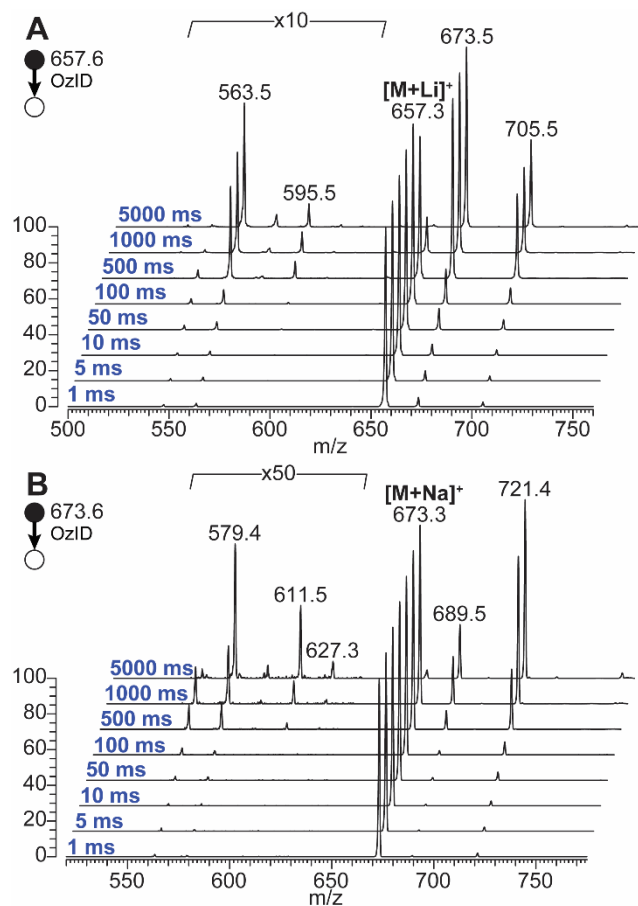 A
x10
657.6
OzID
673.5
563.5
[M+Li]+
657.3
705.5
595.5
5000 ms
1000 ms
500 ms
100 ms
50 ms
10 ms
5 ms
1 ms
100
80
60
40
20
0
500 550 600 650 700 750
m/z m/z
B
x50
673.6
OzID
[M+Na]+
673.3
721.4
579.4
611.5
627.3
689.5
5000 ms
1000 ms
500 ms
100 ms
50 ms
10 ms
5 ms
1 ms
100
80
60
40
20
0
550 600 650 700 750
m/z m/z